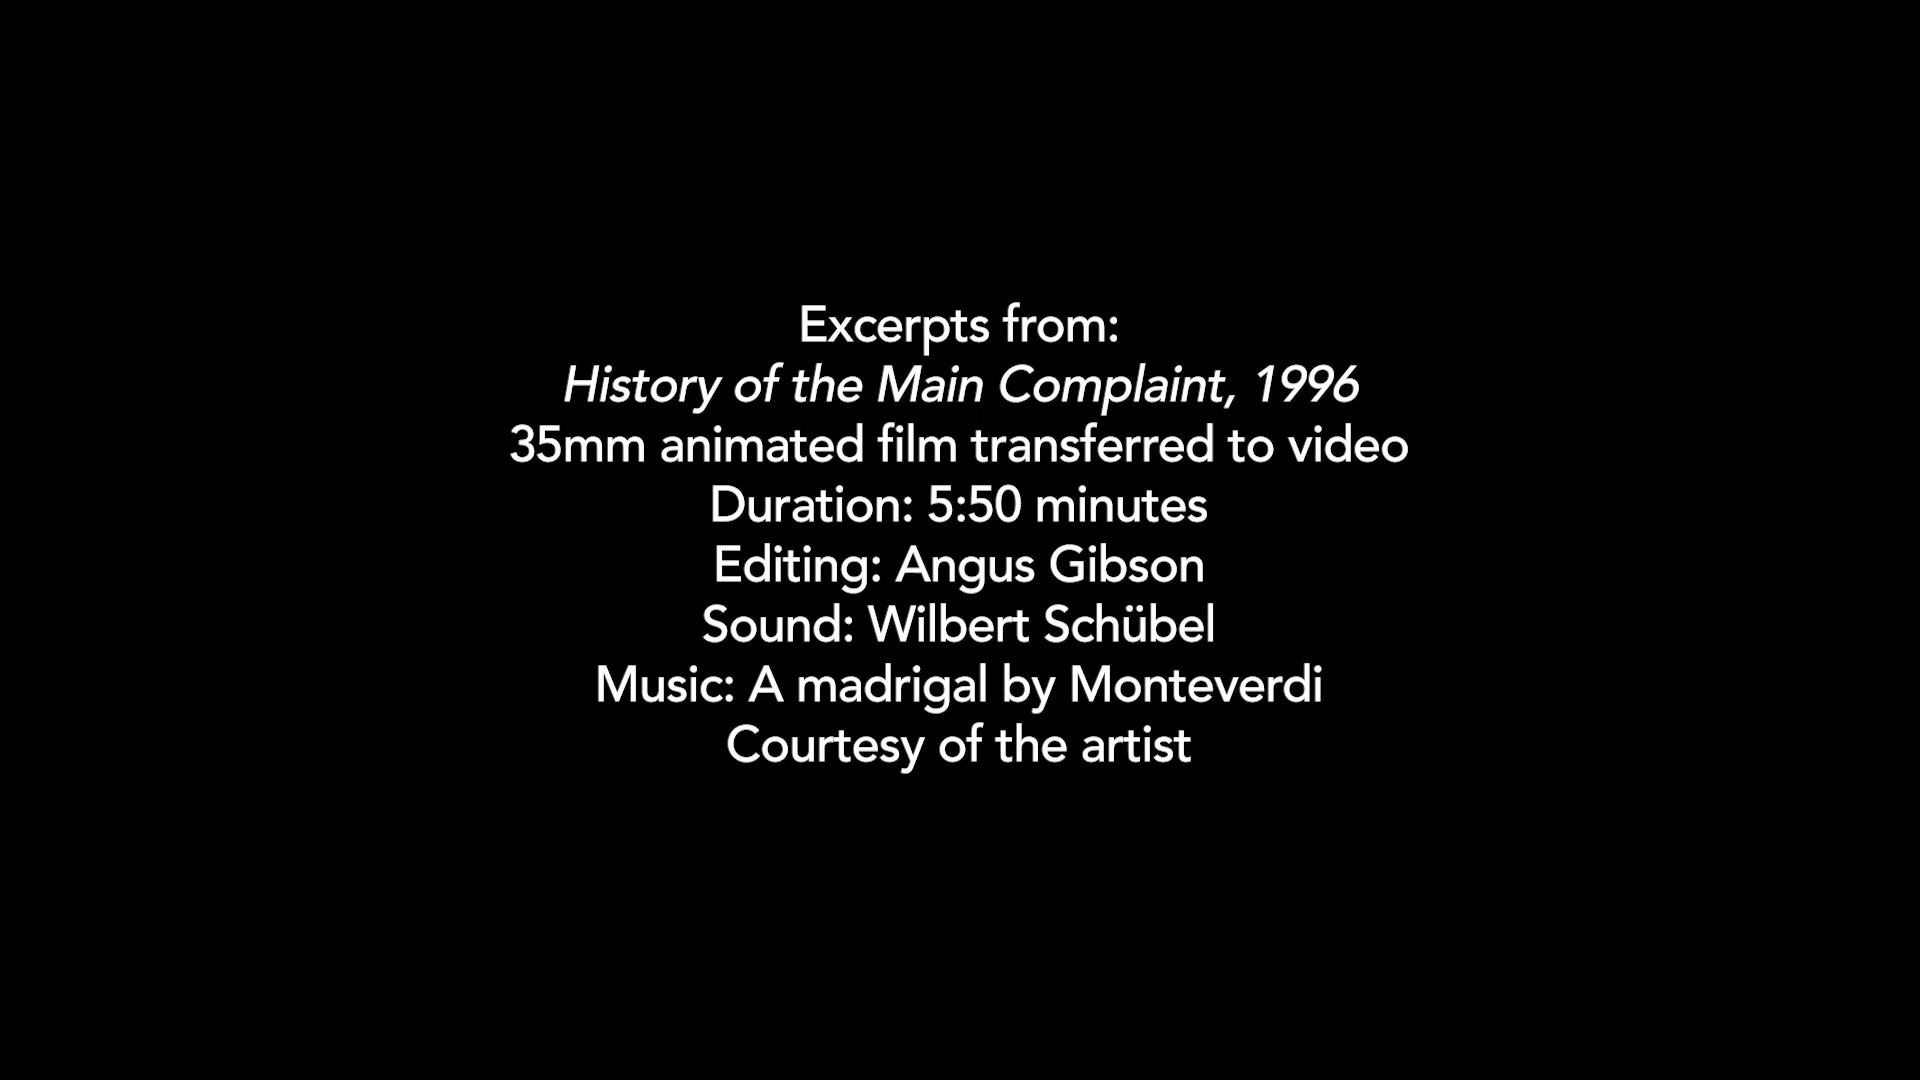 Excerpts from:
History of the Main Complaint, 1996
35mm animated film transferred to video
Duration: 5:50 minutes
Editing: Angus Gibson
Sound: Wilbert Schübel
Music: A madrigal by Monteverdi
Courtesy of the artist